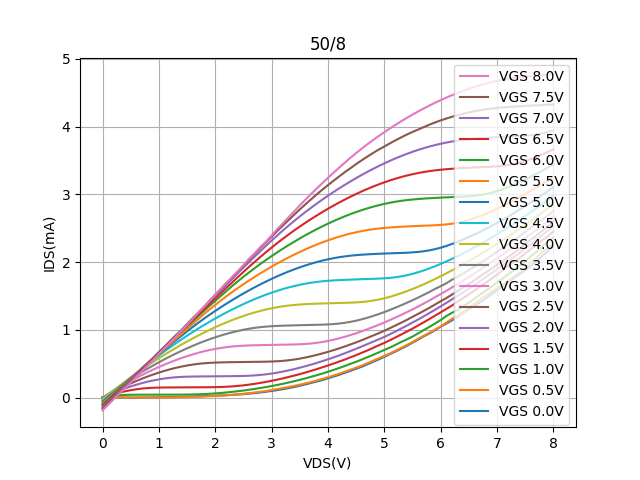 50/8
5
4
3
2
1
0
IDS(mA)
0 1 2 3 4 5 6 7 8
VDS(V)
VGS 8.0V
VGS 7.5V
VGS 7.0V
VGS 6.5V
VGS 6.0V
VGS 5.5V
VGS 5.0V
VGS 4.5V
VGS 4.0V
VGS 3.5V
VGS 3.0V
VGS 2.5V
VGS 2.0V
VGS 1.5V
VGS 1.0V
VGS 0.5V
VGS 0.0V